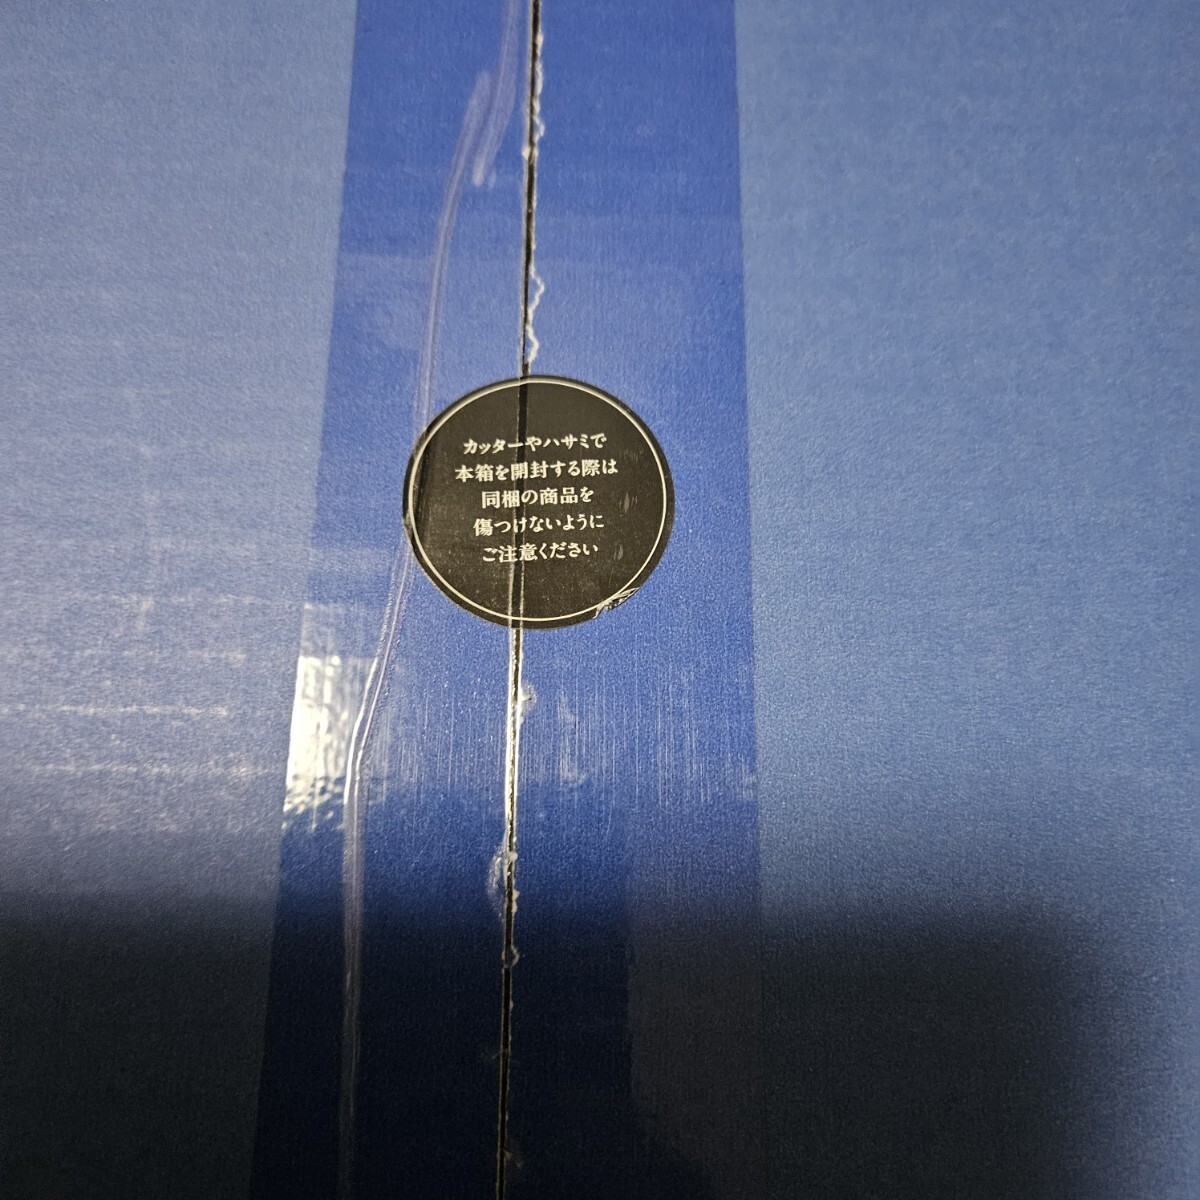 カッターやハサミで
本箱を開封する際は
同梱の商品を
傷つけないように
ご注意ください